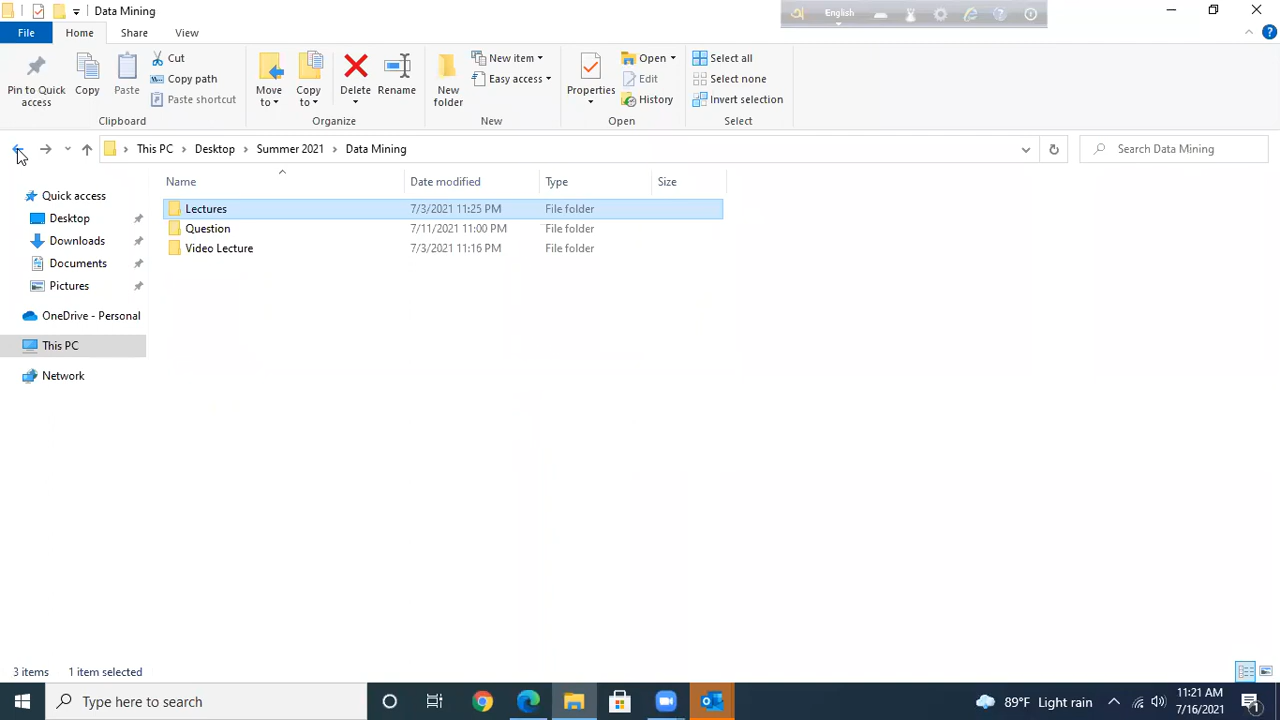 Data Mining
English
File Home Share View
Pin to Quick access
Copy
Paste
Cut
Copy path
Paste shortcut
Clipboard
Move to
Copy to
Delete
Rename
Organize
New folder
New item
Easy access
New
Properties
Open
Edit
History
Open
Select all
Select none
Invert selection
Select
This PC > Desktop > Summer 2021 > Data Mining
Search Data Mining
Name Date modified Type Size
Quick access
Desktop
Downloads
Documents
Pictures
OneDrive - Personal
This PC
Network
Lectures 7/3/2021 11:25 PM File folder
Question 7/11/2021 11:00 PM File folder
Video Lecture 7/3/2021 11:16 PM File folder
3 items 1 item selected
Type here to search
89°F Light rain
11:21 AM
7/16/2021
1